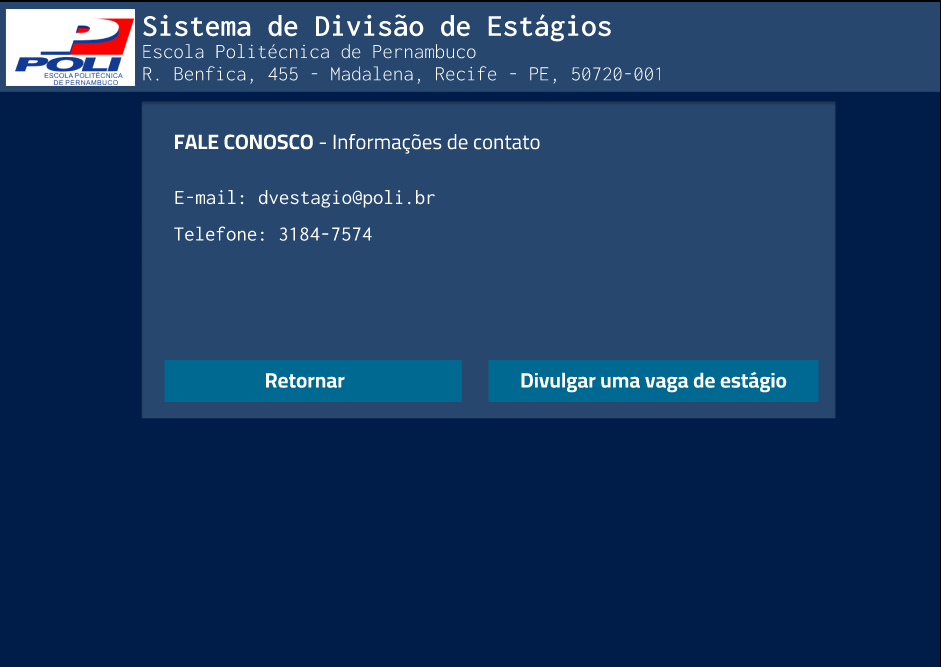 Sistema de Divisão de Estágios
Escola Politécnica de Pernambuco
R. Benfica, 455 - Madalena, Recife - PE, 50720-001
POLI
ESCOLA POLITÉCNICA
DE PERNAMBUCO
FALE CONOSCO - Informações de contato
E-mail: dvestagio@poli.br
Telefone: 3184-7574
Retornar
Divulgar uma vaga de estágio